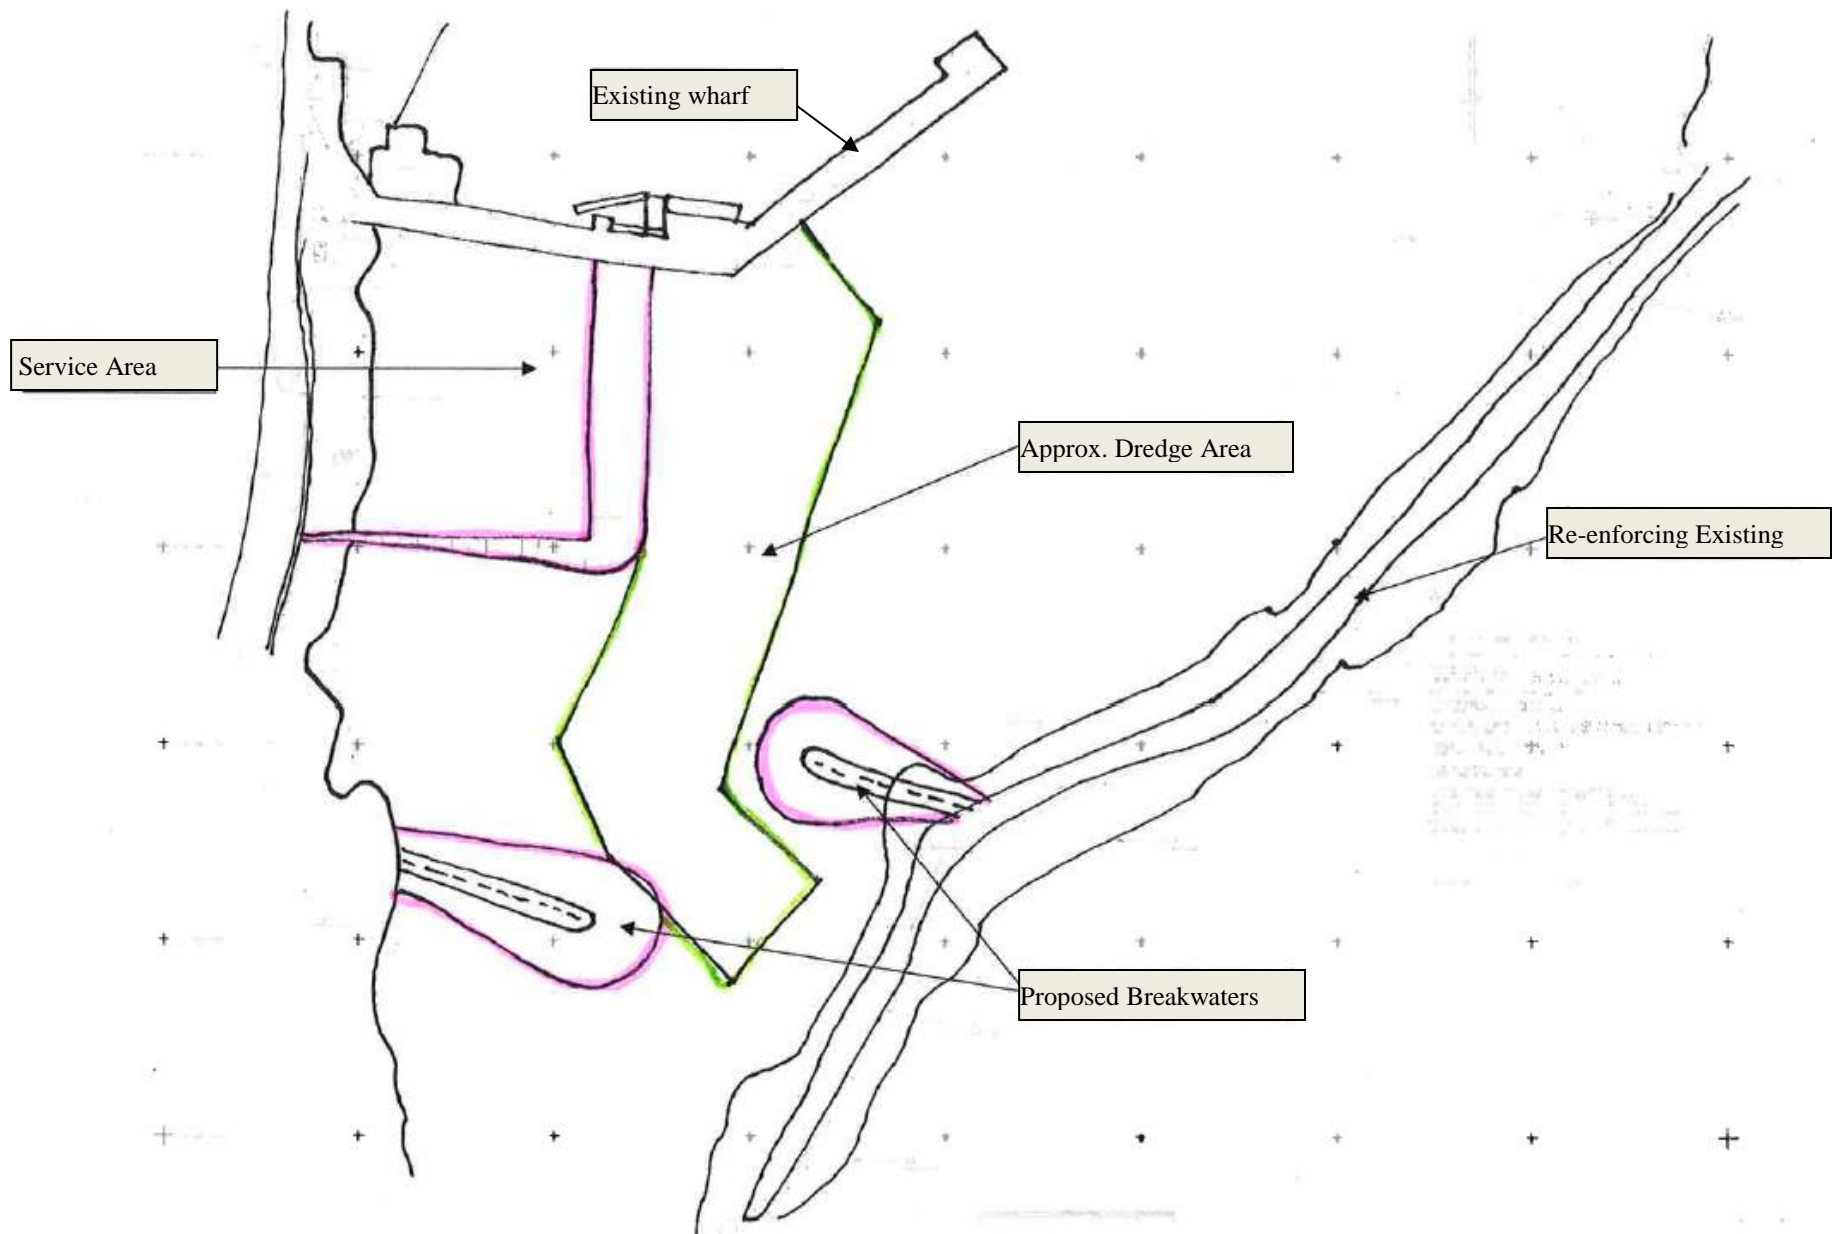 Existing wharf
Service Area
Approx. Dredge Area
Re-enforcing Existing
Proposed Breakwaters